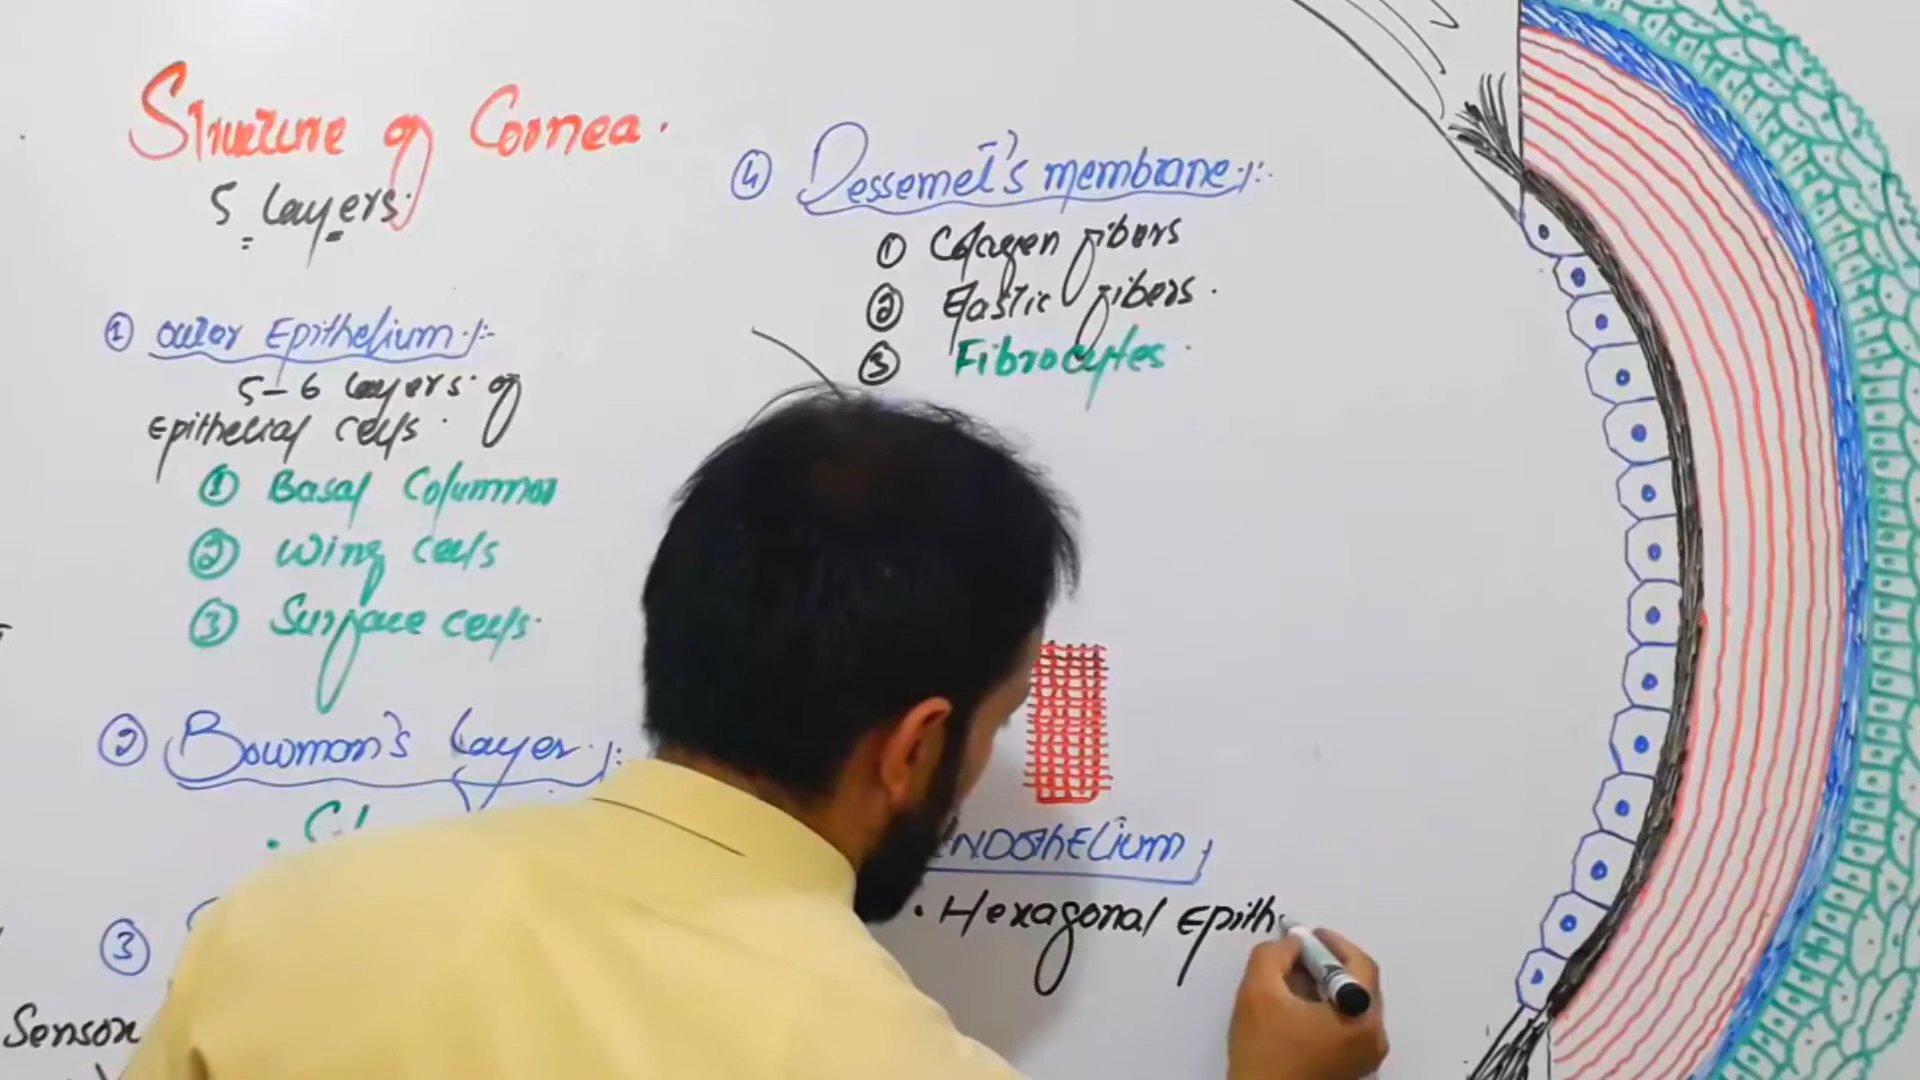 Structure of Cornea.
5 layers
① outer Epithelium :-
5-6 layers of
Epithelial cells.
① Basal Columnar
② Wing cells
③ Surface cells.
② Bowman's layer :-
③
④ Dessemet's membrane :-
① Collagen fibers
② Elastic fibers.
③ Fibrocytes.
ENDOthELium
. Hexagonal Epith